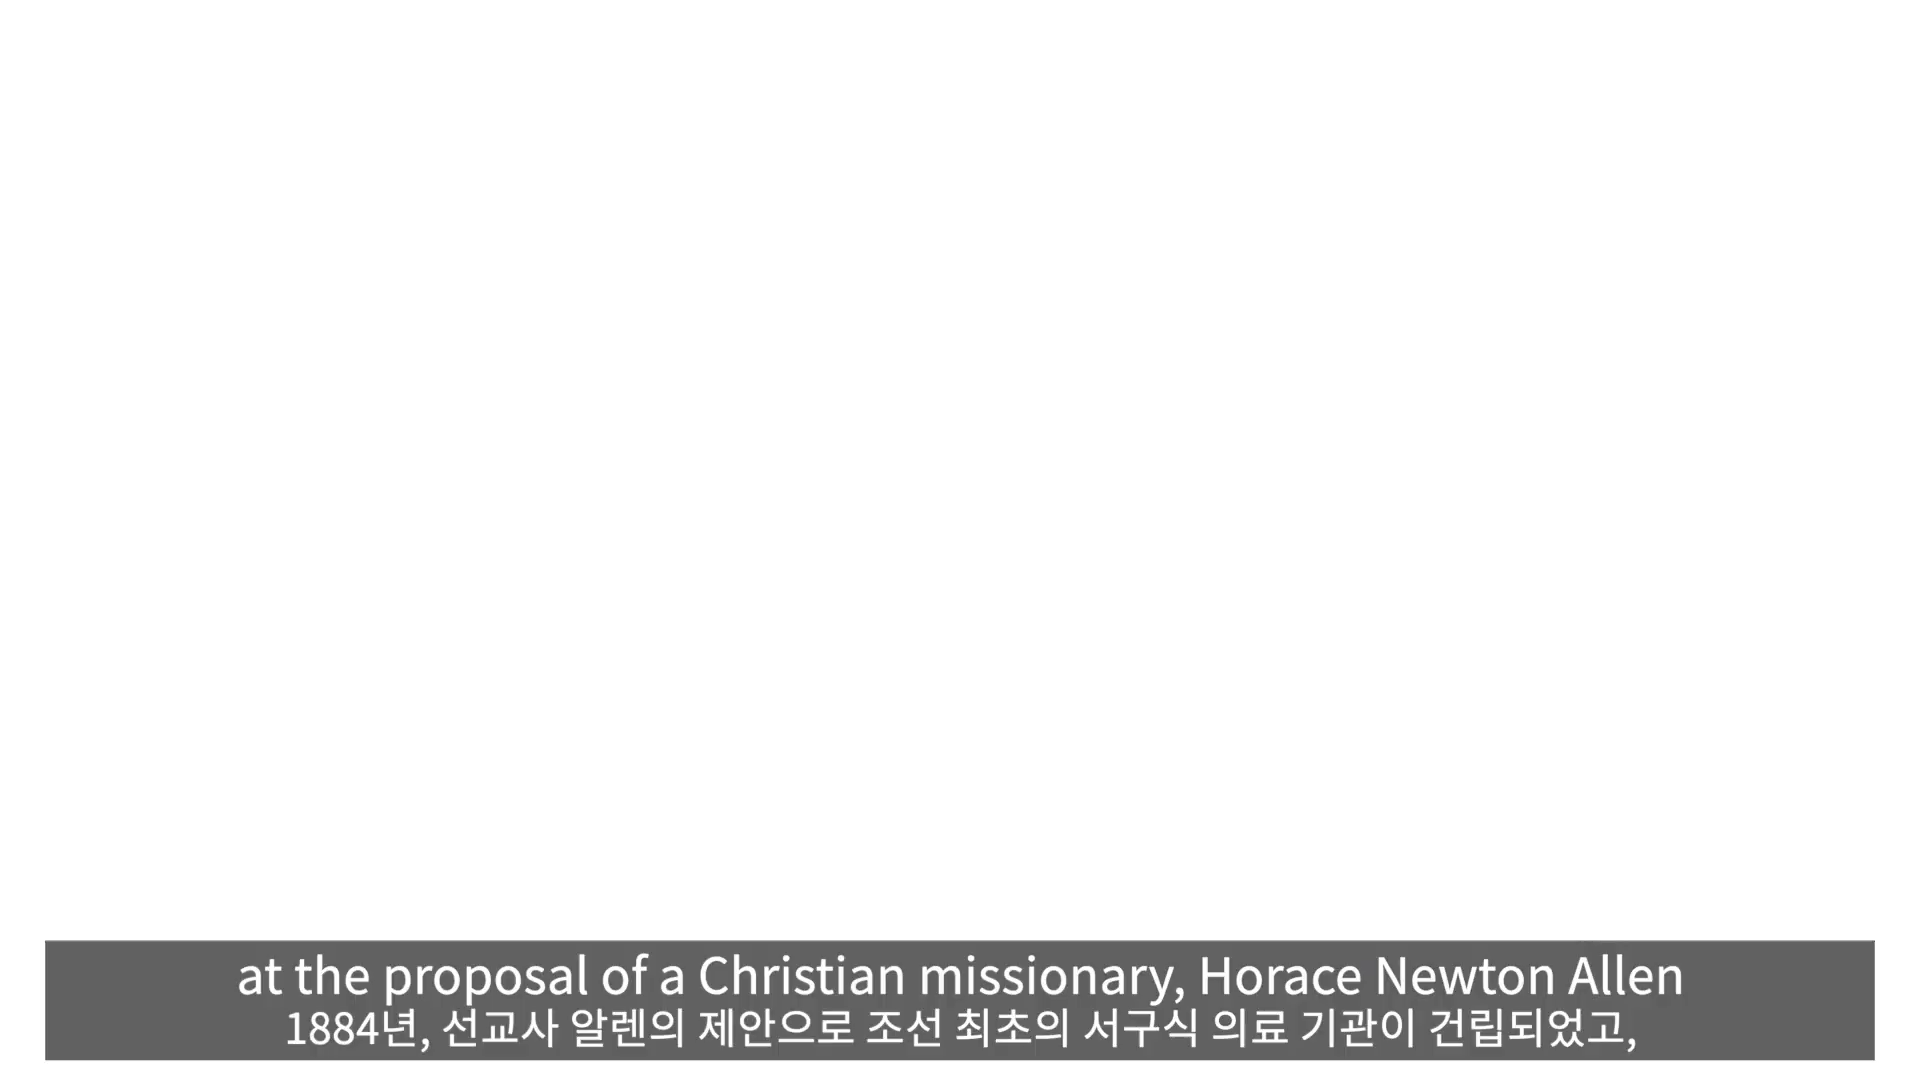 at the proposal of a Christian missionary, Horace Newton Allen
1884년, 선교사 알렌의 제안으로 조선 최초의 서구식 의료 기관이 건립되었고,